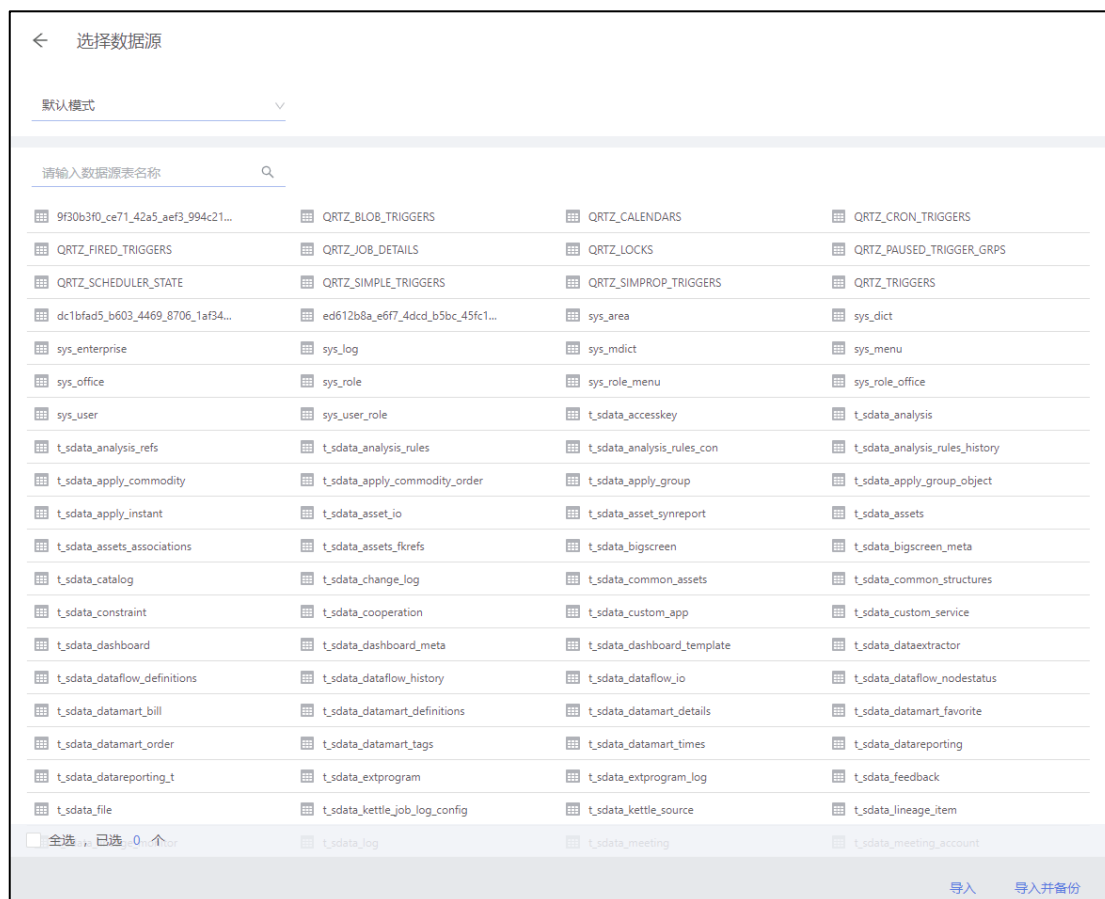 选择数据源
默认模式
请输入数据源表名称
9f30b3f0_ce71_42a5_aef3_994c21... QRTZ_BLOB_TRIGGERS QRTZ_CALENDARS QRTZ_CRON_TRIGGERS
QRTZ_FIRED_TRIGGERS QRTZ_JOB_DETAILS QRTZ_LOCKS QRTZ_PAUSED_TRIGGER_GRPS
QRTZ_SCHEDULER_STATE QRTZ_SIMPLE_TRIGGERS QRTZ_SIMPROP_TRIGGERS QRTZ_TRIGGERS
dc1bfad5_b603_4469_8706_1af34... ed612b8a_e6f7_4dcd_b5bc_45fc1... sys_area sys_dict
sys_enterprise sys_log sys_mdict sys_menu
sys_office sys_role sys_role_menu sys_role_office
sys_user sys_user_role t_sdata_accesskey t_sdata_analysis
t_sdata_analysis_refs t_sdata_analysis_rules t_sdata_analysis_rules_con t_sdata_analysis_rules_history
t_sdata_apply_commodity t_sdata_apply_commodity_order t_sdata_apply_group t_sdata_apply_group_object
t_sdata_apply_instant t_sdata_asset_io t_sdata_asset_synreport t_sdata_assets
t_sdata_assets_associations t_sdata_assets_fkrefs t_sdata_bigscreen t_sdata_bigscreen_meta
t_sdata_catalog t_sdata_change_log t_sdata_common_assets t_sdata_common_structures
t_sdata_constraint t_sdata_cooperation t_sdata_custom_app t_sdata_custom_service
t_sdata_dashboard t_sdata_dashboard_meta t_sdata_dashboard_template t_sdata_dataextractor
t_sdata_dataflow_definitions t_sdata_dataflow_history t_sdata_dataflow_io t_sdata_dataflow_nodestatus
t_sdata_datamart_bill t_sdata_datamart_definitions t_sdata_datamart_details t_sdata_datamart_favorite
t_sdata_datamart_order t_sdata_datamart_tags t_sdata_datamart_times t_sdata_datareporting
t_sdata_datareporting_t t_sdata_extprogram t_sdata_extprogram_log t_sdata_feedback
t_sdata_file t_sdata_kettle_job_log_config t_sdata_kettle_source t_sdata_lineage_item
全选 , 已选 0 个 t_sdata_log t_sdata_meeting t_sdata_meeting_account
导入 导入并备份